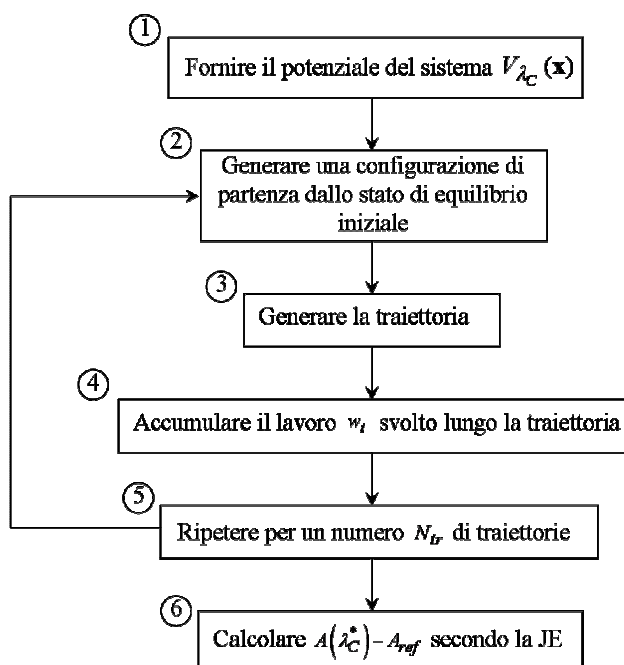 1
Fornire il potenziale del sistema V_{λ_C}(x)
2
Generare una configurazione di
partenza dallo stato di equilibrio
iniziale
3
Generare la traiettoria
4
Accumulare il lavoro w_i svolto lungo la traiettoria
5
Ripetere per un numero N_{tr} di traiettorie
6
Calcolare A(λ_C^*) - A_{ref} secondo la JE